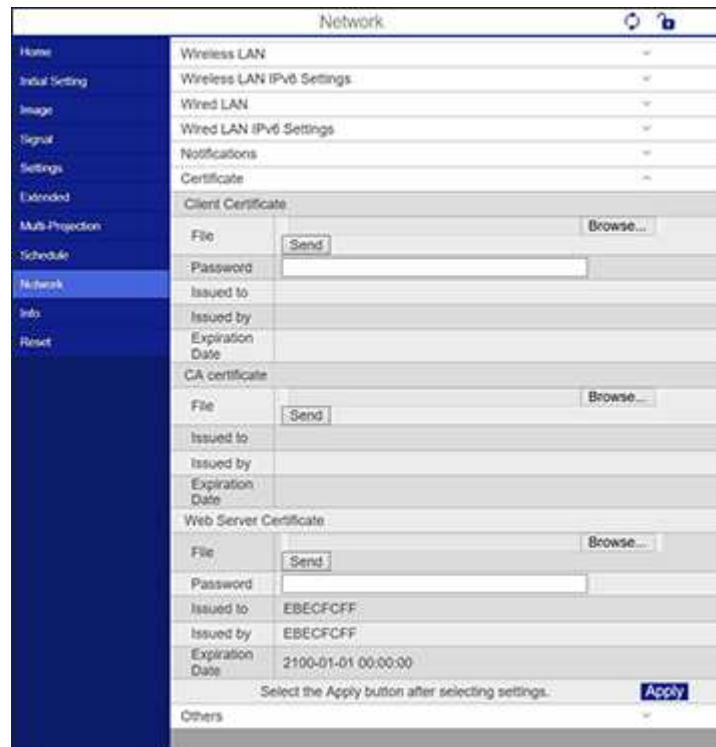 Network
Home
Initial Setting
Image
Signal
Settings
Extended
Multi-Projection
Schedule
Network
Info
Reset
Wireless LAN
Wireless LAN IPv6 Settings
Wired LAN
Wired LAN IPv6 Settings
Notifications
Certificate
Client Certificate
File
Browse...
Send
Password
Issued to
Issued by
Expiration
Date
CA certificate
File
Browse...
Send
Issued to
Issued by
Expiration
Date
Web Server Certificate
File
Browse...
Send
Password
Issued to EBECFCFF
Issued by EBECFCFF
Expiration
Date 2100-01-01 00:00:00
Select the Apply button after selecting settings. Apply
Others